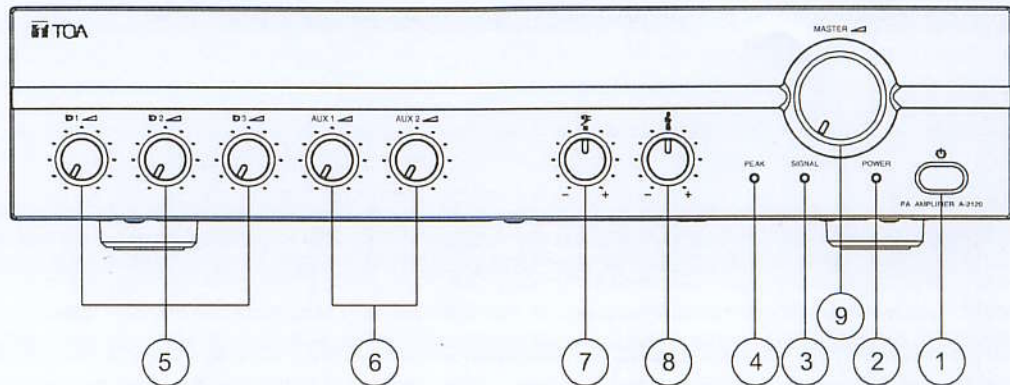 TOA
MASTER
1 2 3 AUX 1 AUX 2
PEAK SIGNAL POWER
- + - +
PA AMPLIFIER A-2120
5 6 7 8 4 3 9 2 1